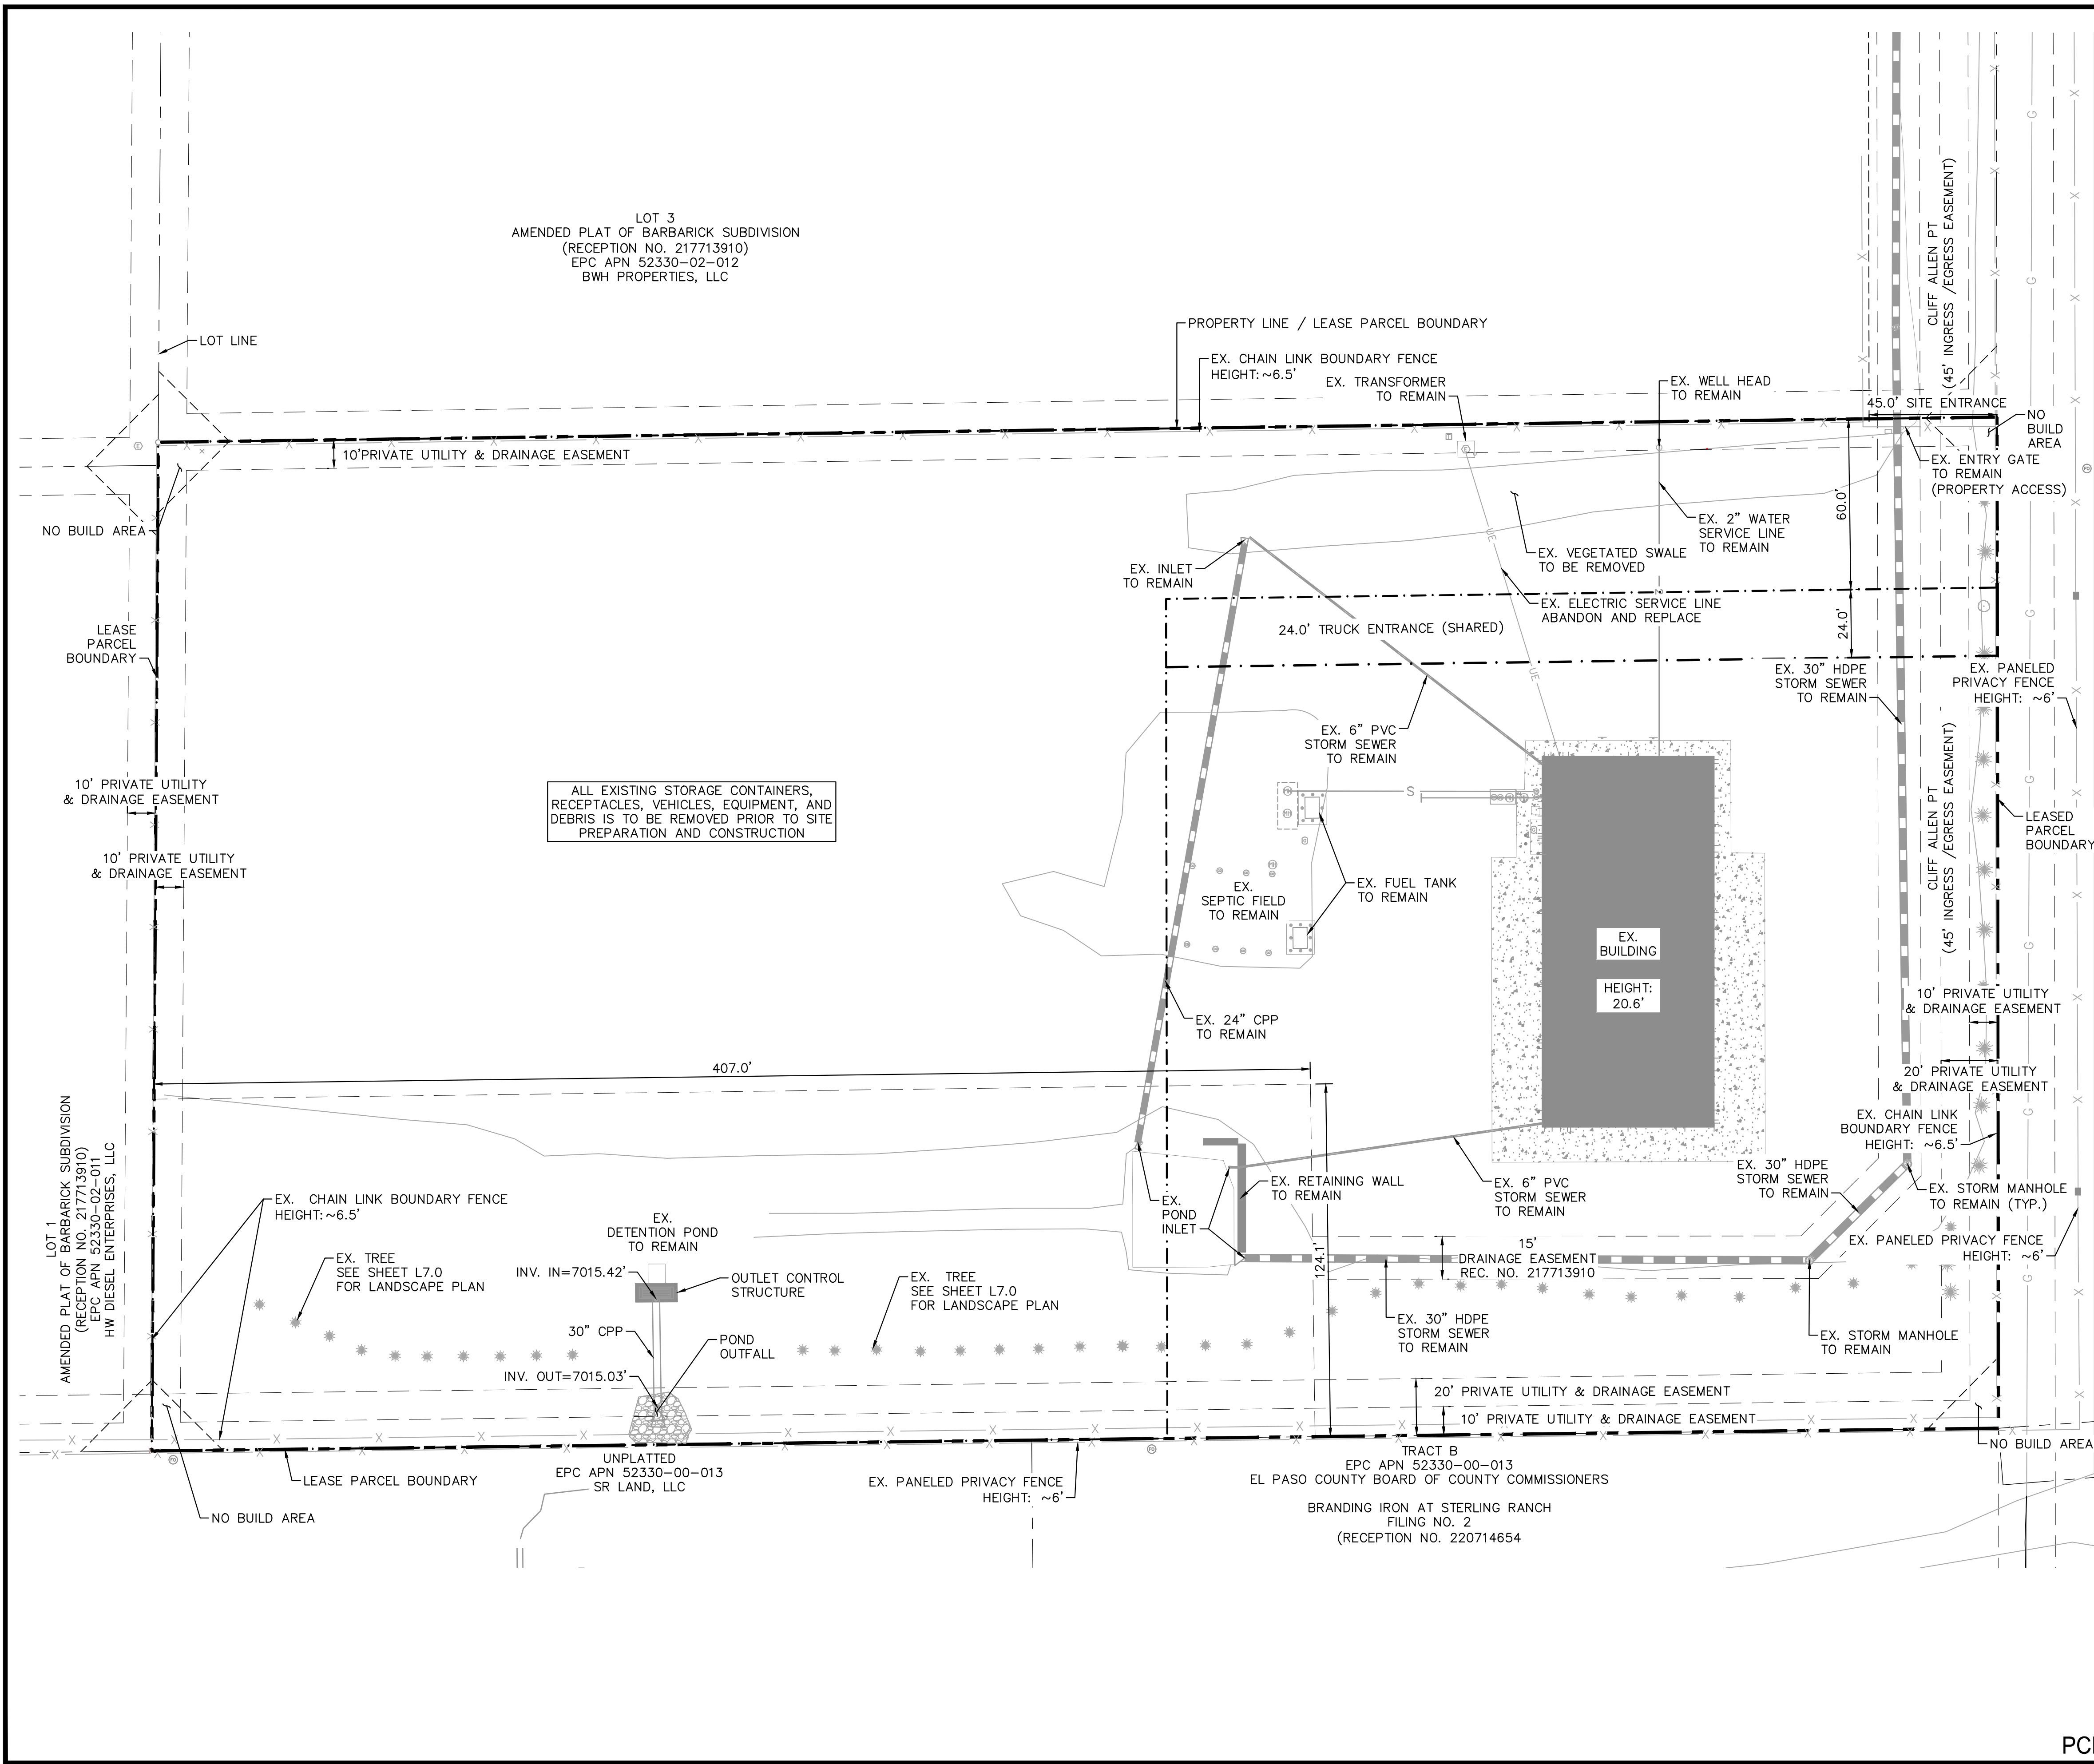 LOT 3
AMENDED PLAT OF BARBARICK SUBDIVISION
(RECEPTION NO. 217713910)
EPC APN 52330-02-012
BWH PROPERTIES, LLC
CLIFF ALLEN PT
(45' INGRESS /EGRESS EASEMENT)
LOT LINE
PROPERTY LINE / LEASE PARCEL BOUNDARY
EX. CHAIN LINK BOUNDARY FENCE
HEIGHT:~6.5'
EX. TRANSFORMER
TO REMAIN
EX. WELL HEAD
TO REMAIN
45.0' SITE ENTRANCE
NO
BUILD
AREA
10'PRIVATE UTILITY & DRAINAGE EASEMENT
EX. ENTRY GATE
TO REMAIN
(PROPERTY ACCESS)
NO BUILD AREA
60.0'
EX. 2" WATER
SERVICE LINE
TO REMAIN
EX. VEGETATED SWALE
TO BE REMOVED
EX. INLET
TO REMAIN
UE
EX. ELECTRIC SERVICE LINE
ABANDON AND REPLACE
24.0' TRUCK ENTRANCE (SHARED)
24.0'
LEASE
PARCEL
BOUNDARY
UE
EX. 30" HDPE
STORM SEWER
TO REMAIN
EX. PANELED
PRIVACY FENCE
HEIGHT: ~6'
EX. 6" PVC
STORM SEWER
TO REMAIN
CLIFF ALLEN PT
(45' INGRESS /EGRESS EASEMENT)
10' PRIVATE UTILITY
& DRAINAGE EASEMENT
ALL EXISTING STORAGE CONTAINERS,
RECEPTACLES, VEHICLES, EQUIPMENT, AND
DEBRIS IS TO BE REMOVED PRIOR TO SITE
PREPARATION AND CONSTRUCTION
S
LEASED
PARCEL
BOUNDARY
10' PRIVATE UTILITY
& DRAINAGE EASEMENT
EX.
SEPTIC FIELD
TO REMAIN
EX. FUEL TANK
TO REMAIN
EX.
BUILDING
HEIGHT:
20.6'
10' PRIVATE UTILITY
& DRAINAGE EASEMENT
EX. 24" CPP
TO REMAIN
407.0'
20' PRIVATE UTILITY
& DRAINAGE EASEMENT
EX. CHAIN LINK
BOUNDARY FENCE
HEIGHT: ~6.5'
LOT 1
AMENDED PLAT OF BARBARICK SUBDIVISION
(RECEPTION NO. 217713910)
EPC APN 52330-02-011
HW DIESEL ENTERPRISES, LLC
EX. CHAIN LINK BOUNDARY FENCE
HEIGHT:~6.5'
EX. RETAINING WALL
TO REMAIN
EX.
POND
INLET
EX. 6" PVC
STORM SEWER
TO REMAIN
EX. 30" HDPE
STORM SEWER
TO REMAIN
EX. STORM MANHOLE
TO REMAIN (TYP.)
EX.
DETENTION POND
TO REMAIN
EX. TREE
SEE SHEET L7.0
FOR LANDSCAPE PLAN
INV. IN=7015.42'
OUTLET CONTROL
STRUCTURE
EX. TREE
SEE SHEET L7.0
FOR LANDSCAPE PLAN
124.1'
15'
DRAINAGE EASEMENT
REC. NO. 217713910
EX. PANELED PRIVACY FENCE
HEIGHT: ~6'
30" CPP
POND
OUTFALL
EX. 30" HDPE
STORM SEWER
TO REMAIN
EX. STORM MANHOLE
TO REMAIN
INV. OUT=7015.03'
20' PRIVATE UTILITY & DRAINAGE EASEMENT
10' PRIVATE UTILITY & DRAINAGE EASEMENT
NO BUILD AREA
LEASE PARCEL BOUNDARY
UNPLATTED
EPC APN 52330-00-013
SR LAND, LLC
EX. PANELED PRIVACY FENCE
HEIGHT: ~6'
TRACT B
EPC APN 52330-00-013
EL PASO COUNTY BOARD OF COUNTY COMMISSIONERS
BRANDING IRON AT STERLING RANCH
FILING NO. 2
(RECEPTION NO. 220714654
NO BUILD AREA